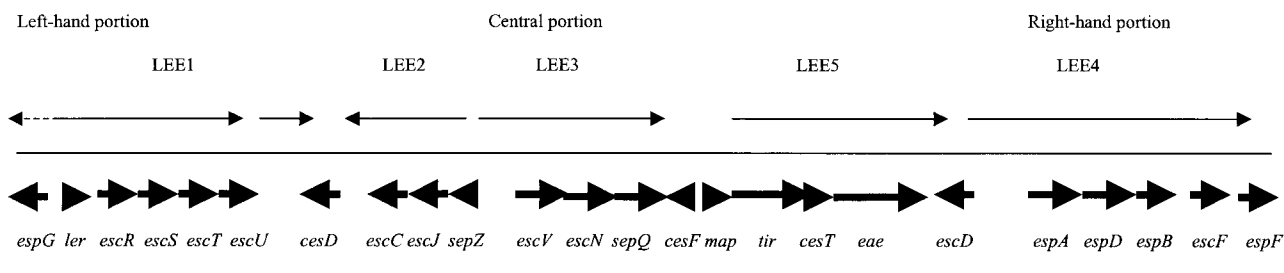 Left-hand portion Central portion Right-hand portion
LEE1 LEE2 LEE3 LEE5 LEE4
espG ler escR escS escT escU cesD escC escJ sepZ escV escN sepQ cesF map tir cesT eae escD espA espD espB escF espF